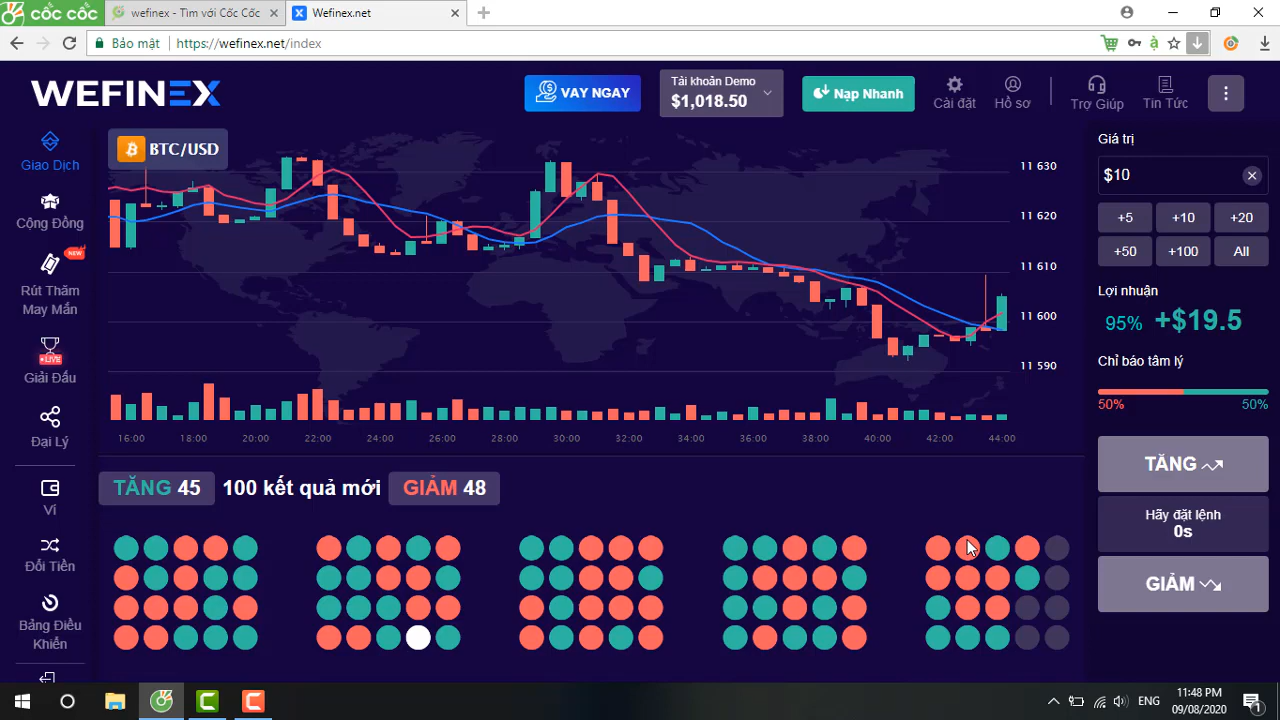 CỐC CỐC
wefinex - Tìm với Cốc Cốc
Wefinex.net
Bảo mật
https://wefinex.net/index
WEFINEX
VAY NGAY
Tài khoản Demo
$1,018.50
Nạp Nhanh
Cài đặt
Hồ sơ
Trợ Giúp
Tin Tức
Giao Dịch
Cộng Đồng
NEW
Rút Thăm
May Mắn
LIVE
Giải Đấu
Đại Lý
Ví
Đổi Tiền
Bảng Điều
Khiển
BTC/USD
11 630
11 620
11 610
11 600
11 590
16:00 18:00 20:00 22:00 24:00 26:00 28:00 30:00 32:00 34:00 36:00 38:00 40:00 42:00 44:00
TĂNG 45 100 kết quả mới GIẢM 48
Giá trị
$10
+5 +10 +20
+50 +100 All
Lợi nhuận
95% +$19.5
Chỉ báo tâm lý
50% 50%
TĂNG
Hãy đặt lệnh
0s
GIẢM
ENG
11:48 PM
09/08/2020
1